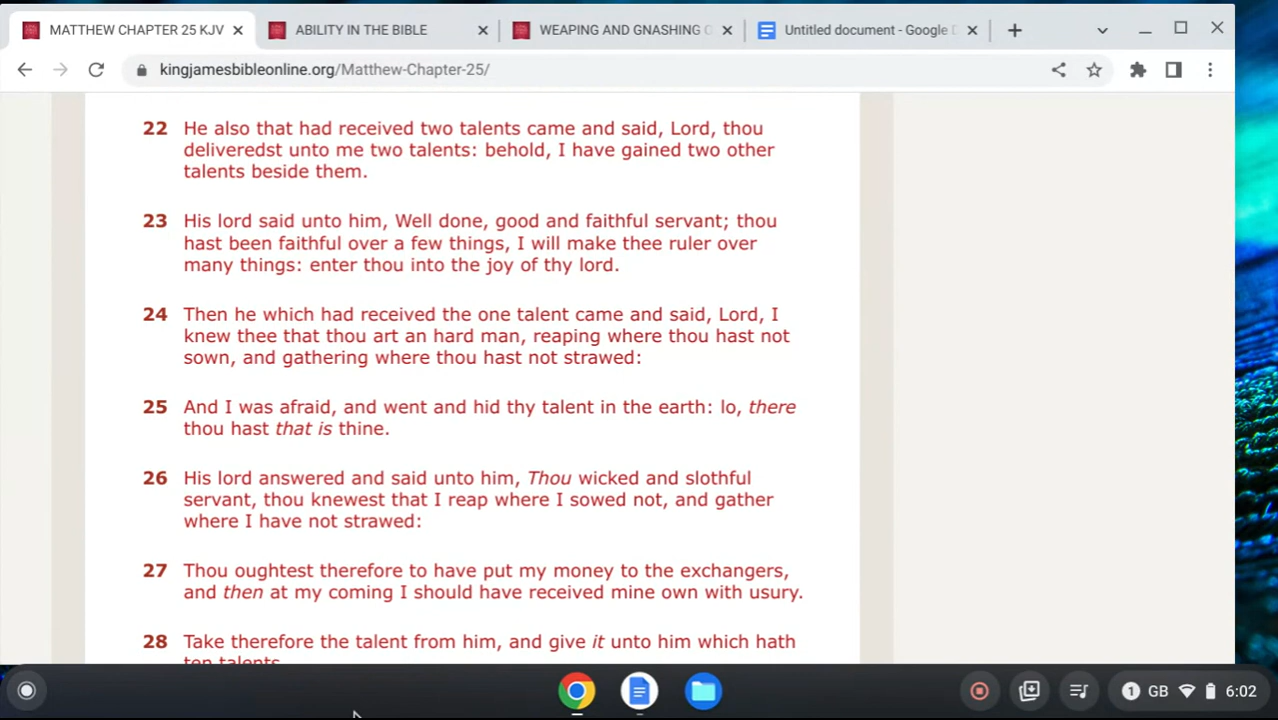 MATTHEW CHAPTER 25 KJV
ABILITY IN THE BIBLE
WEAPING AND GNASHING O
Untitled document - Google D
kingjamesbibleonline.org/Matthew-Chapter-25/
22 He also that had received two talents came and said, Lord, thou
deliveredst unto me two talents: behold, I have gained two other
talents beside them.
23 His lord said unto him, Well done, good and faithful servant; thou
hast been faithful over a few things, I will make thee ruler over
many things: enter thou into the joy of thy lord.
24 Then he which had received the one talent came and said, Lord, I
knew thee that thou art an hard man, reaping where thou hast not
sown, and gathering where thou hast not strawed:
25 And I was afraid, and went and hid thy talent in the earth: lo, there
thou hast that is thine.
26 His lord answered and said unto him, Thou wicked and slothful
servant, thou knewest that I reap where I sowed not, and gather
where I have not strawed:
27 Thou oughtest therefore to have put my money to the exchangers,
and then at my coming I should have received mine own with usury.
28 Take therefore the talent from him, and give it unto him which hath
ten talents.
1 GB 6:02